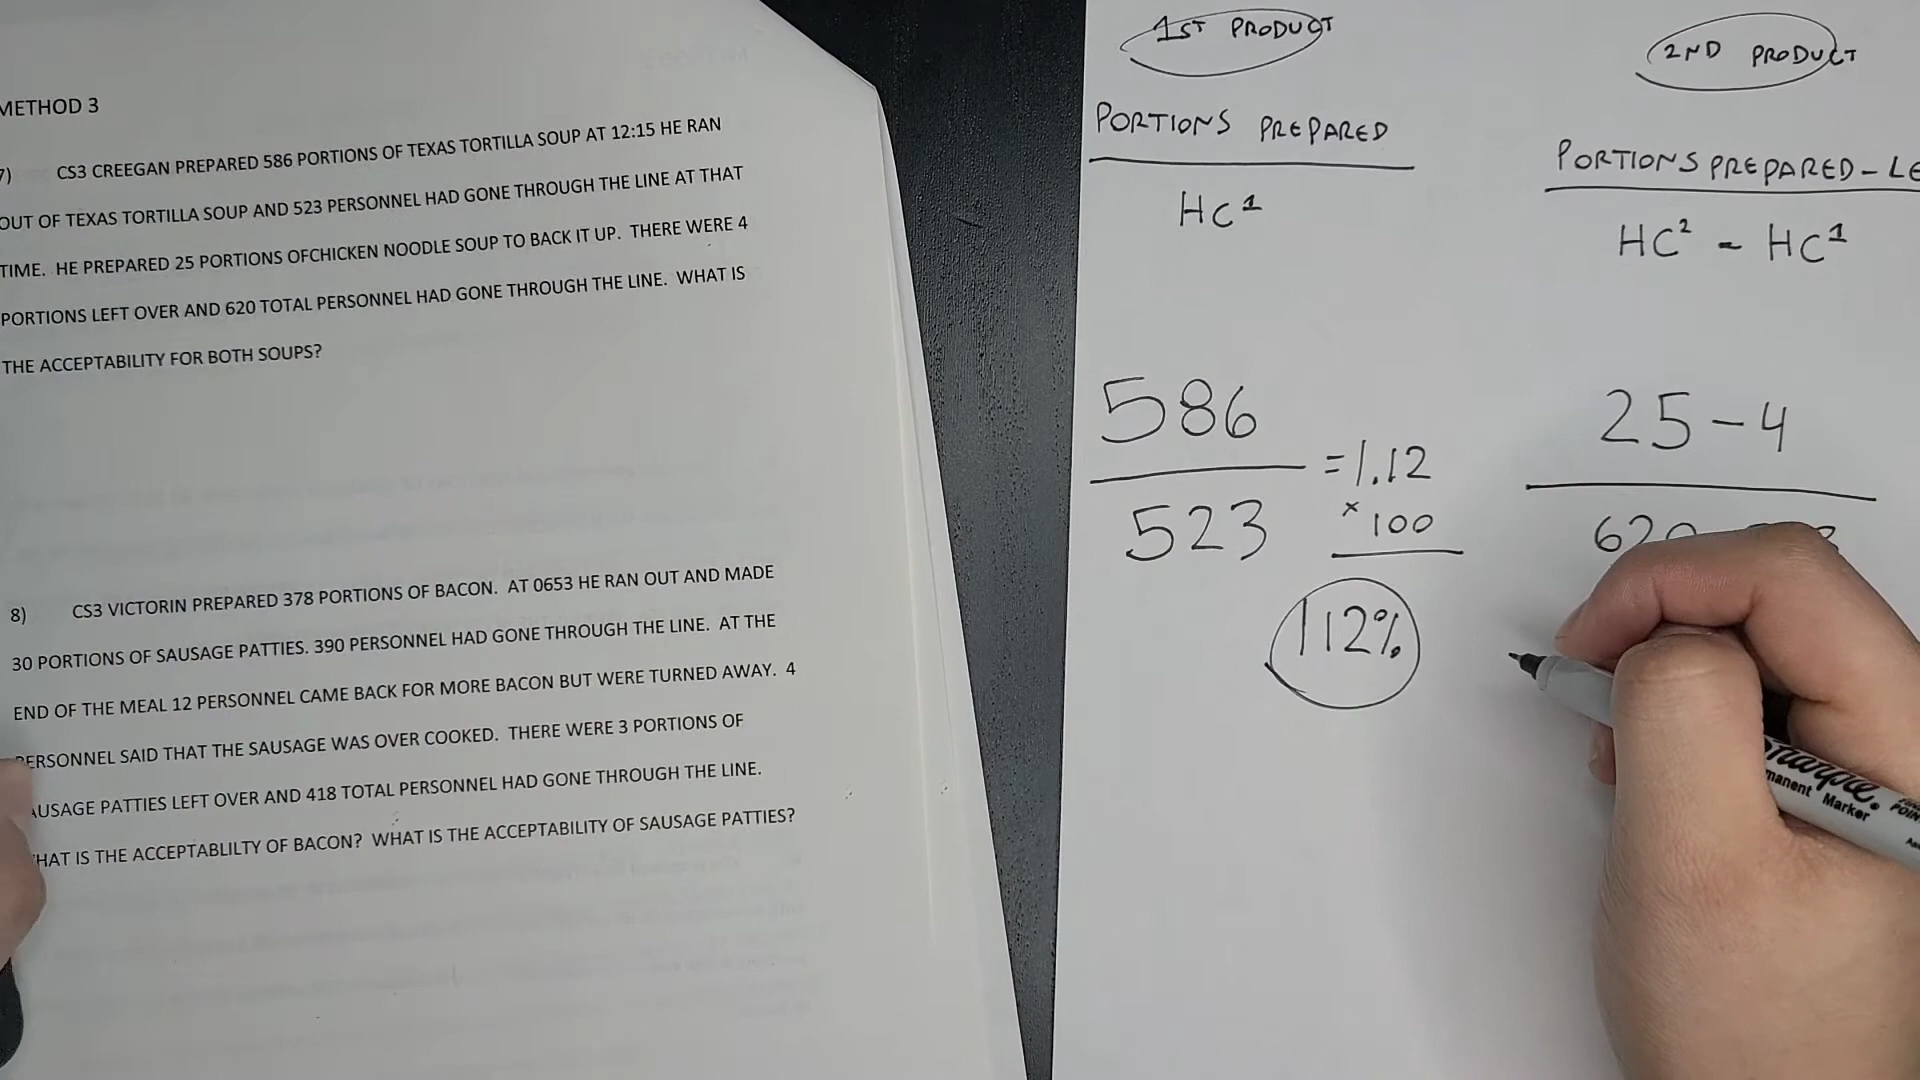 METHOD 3
7) CS3 CREEGAN PREPARED 586 PORTIONS OF TEXAS TORTILLA SOUP AT 12:15 HE RAN
OUT OF TEXAS TORTILLA SOUP AND 523 PERSONNEL HAD GONE THROUGH THE LINE AT THAT
TIME. HE PREPARED 25 PORTIONS OFCHICKEN NOODLE SOUP TO BACK IT UP. THERE WERE 4
PORTIONS LEFT OVER AND 620 TOTAL PERSONNEL HAD GONE THROUGH THE LINE. WHAT IS
THE ACCEPTABILITY FOR BOTH SOUPS?
8) CS3 VICTORIN PREPARED 378 PORTIONS OF BACON. AT 0653 HE RAN OUT AND MADE
30 PORTIONS OF SAUSAGE PATTIES. 390 PERSONNEL HAD GONE THROUGH THE LINE. AT THE
END OF THE MEAL 12 PERSONNEL CAME BACK FOR MORE BACON BUT WERE TURNED AWAY. 4
PERSONNEL SAID THAT THE SAUSAGE WAS OVER COOKED. THERE WERE 3 PORTIONS OF
AUSAGE PATTIES LEFT OVER AND 418 TOTAL PERSONNEL HAD GONE THROUGH THE LINE.
HAT IS THE ACCEPTABLILTY OF BACON? WHAT IS THE ACCEPTABILITY OF SAUSAGE PATTIES?
1ST PRODUCT
PORTIONS PREPARED
HC¹
586
523
=1.12
× 100
112%
2ND PRODUCT
PORTIONS PREPARED - LE
HC² - HC¹
25-4
620
Sharpie
manent Marker